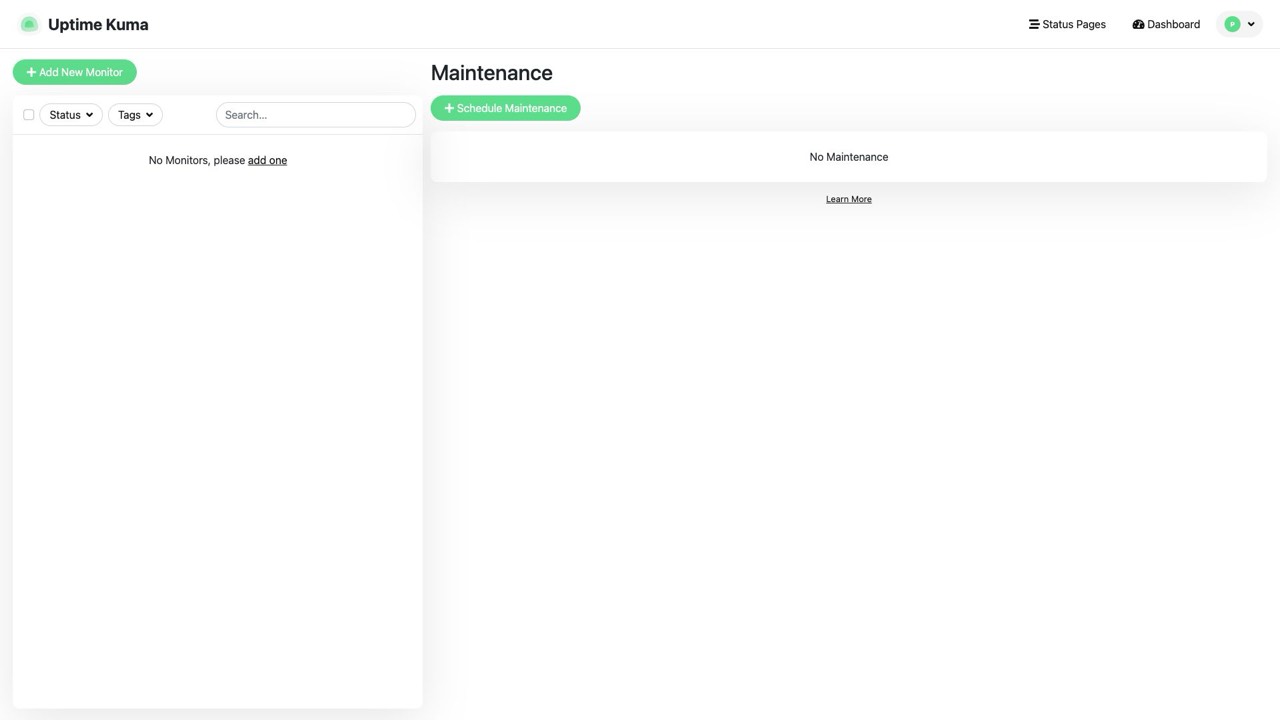 Uptime Kuma
Status Pages
Dashboard
P
Add New Monitor
Status
Tags
Search...
No Monitors, please add one
Maintenance
Schedule Maintenance
No Maintenance
Learn More